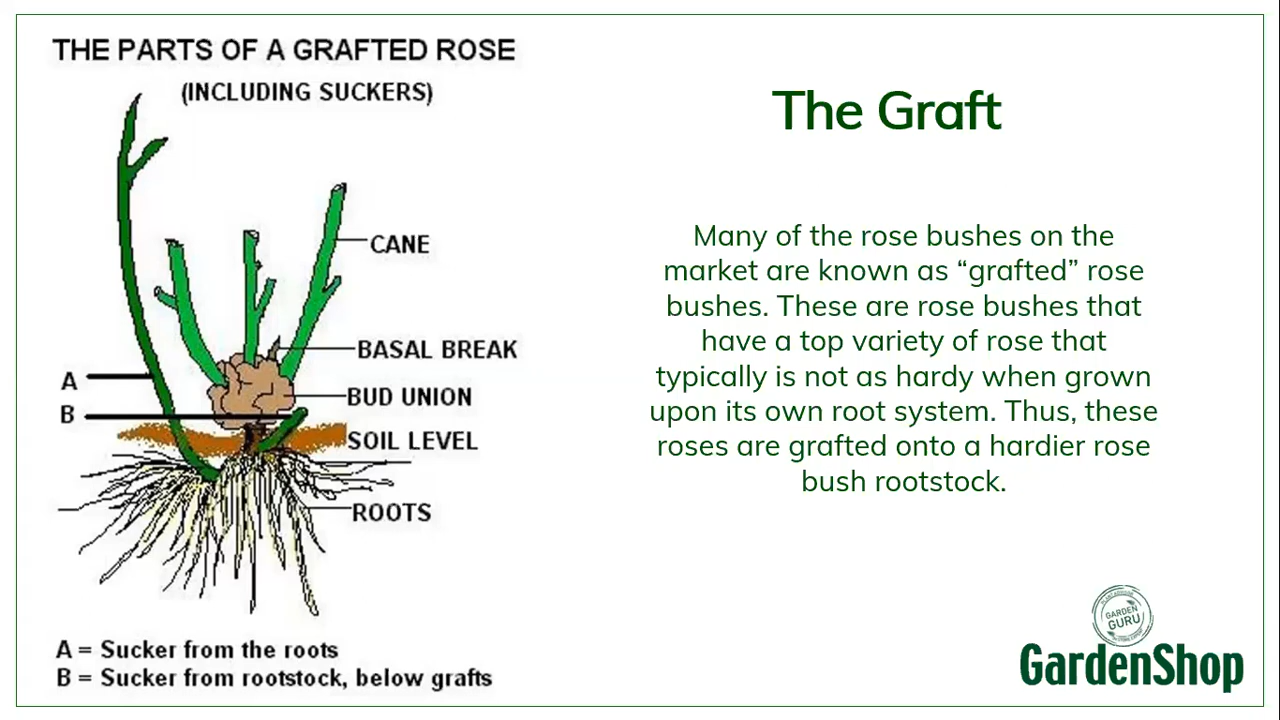 THE PARTS OF A GRAFTED ROSE
(INCLUDING SUCKERS)
CANE
BASAL BREAK
A
BUD UNION
B
SOIL LEVEL
ROOTS
A = Sucker from the roots
B = Sucker from rootstock, below grafts
The Graft
Many of the rose bushes on the
market are known as “grafted” rose
bushes. These are rose bushes that
have a top variety of rose that
typically is not as hardy when grown
upon its own root system. Thus, these
roses are grafted onto a hardier rose
bush rootstock.
GARDEN
GURU
GardenShop